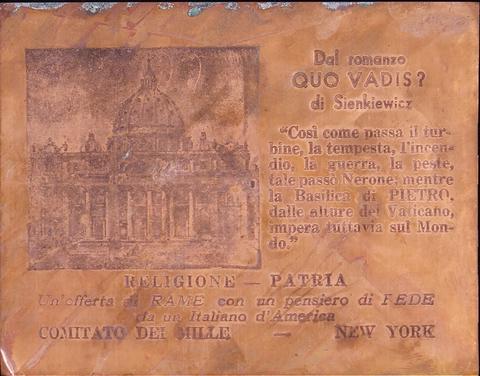 Dal romanzo
QUO VADIS?
di Sienkiewicz
"Così come passa il tur-
bine, la tempesta, l'incen-
dio, la guerra, la peste,
tale passò Nerone; mentre
la Basilica di PIETRO,
dalle alture del Vaticano,
impera tuttavia sul Mon-
do."
RELIGIONE — PATRIA
Un'offerta di RAME con un pensiero di FEDE
da un Italiano d'America
COMITATO DEI MILLE — NEW YORK